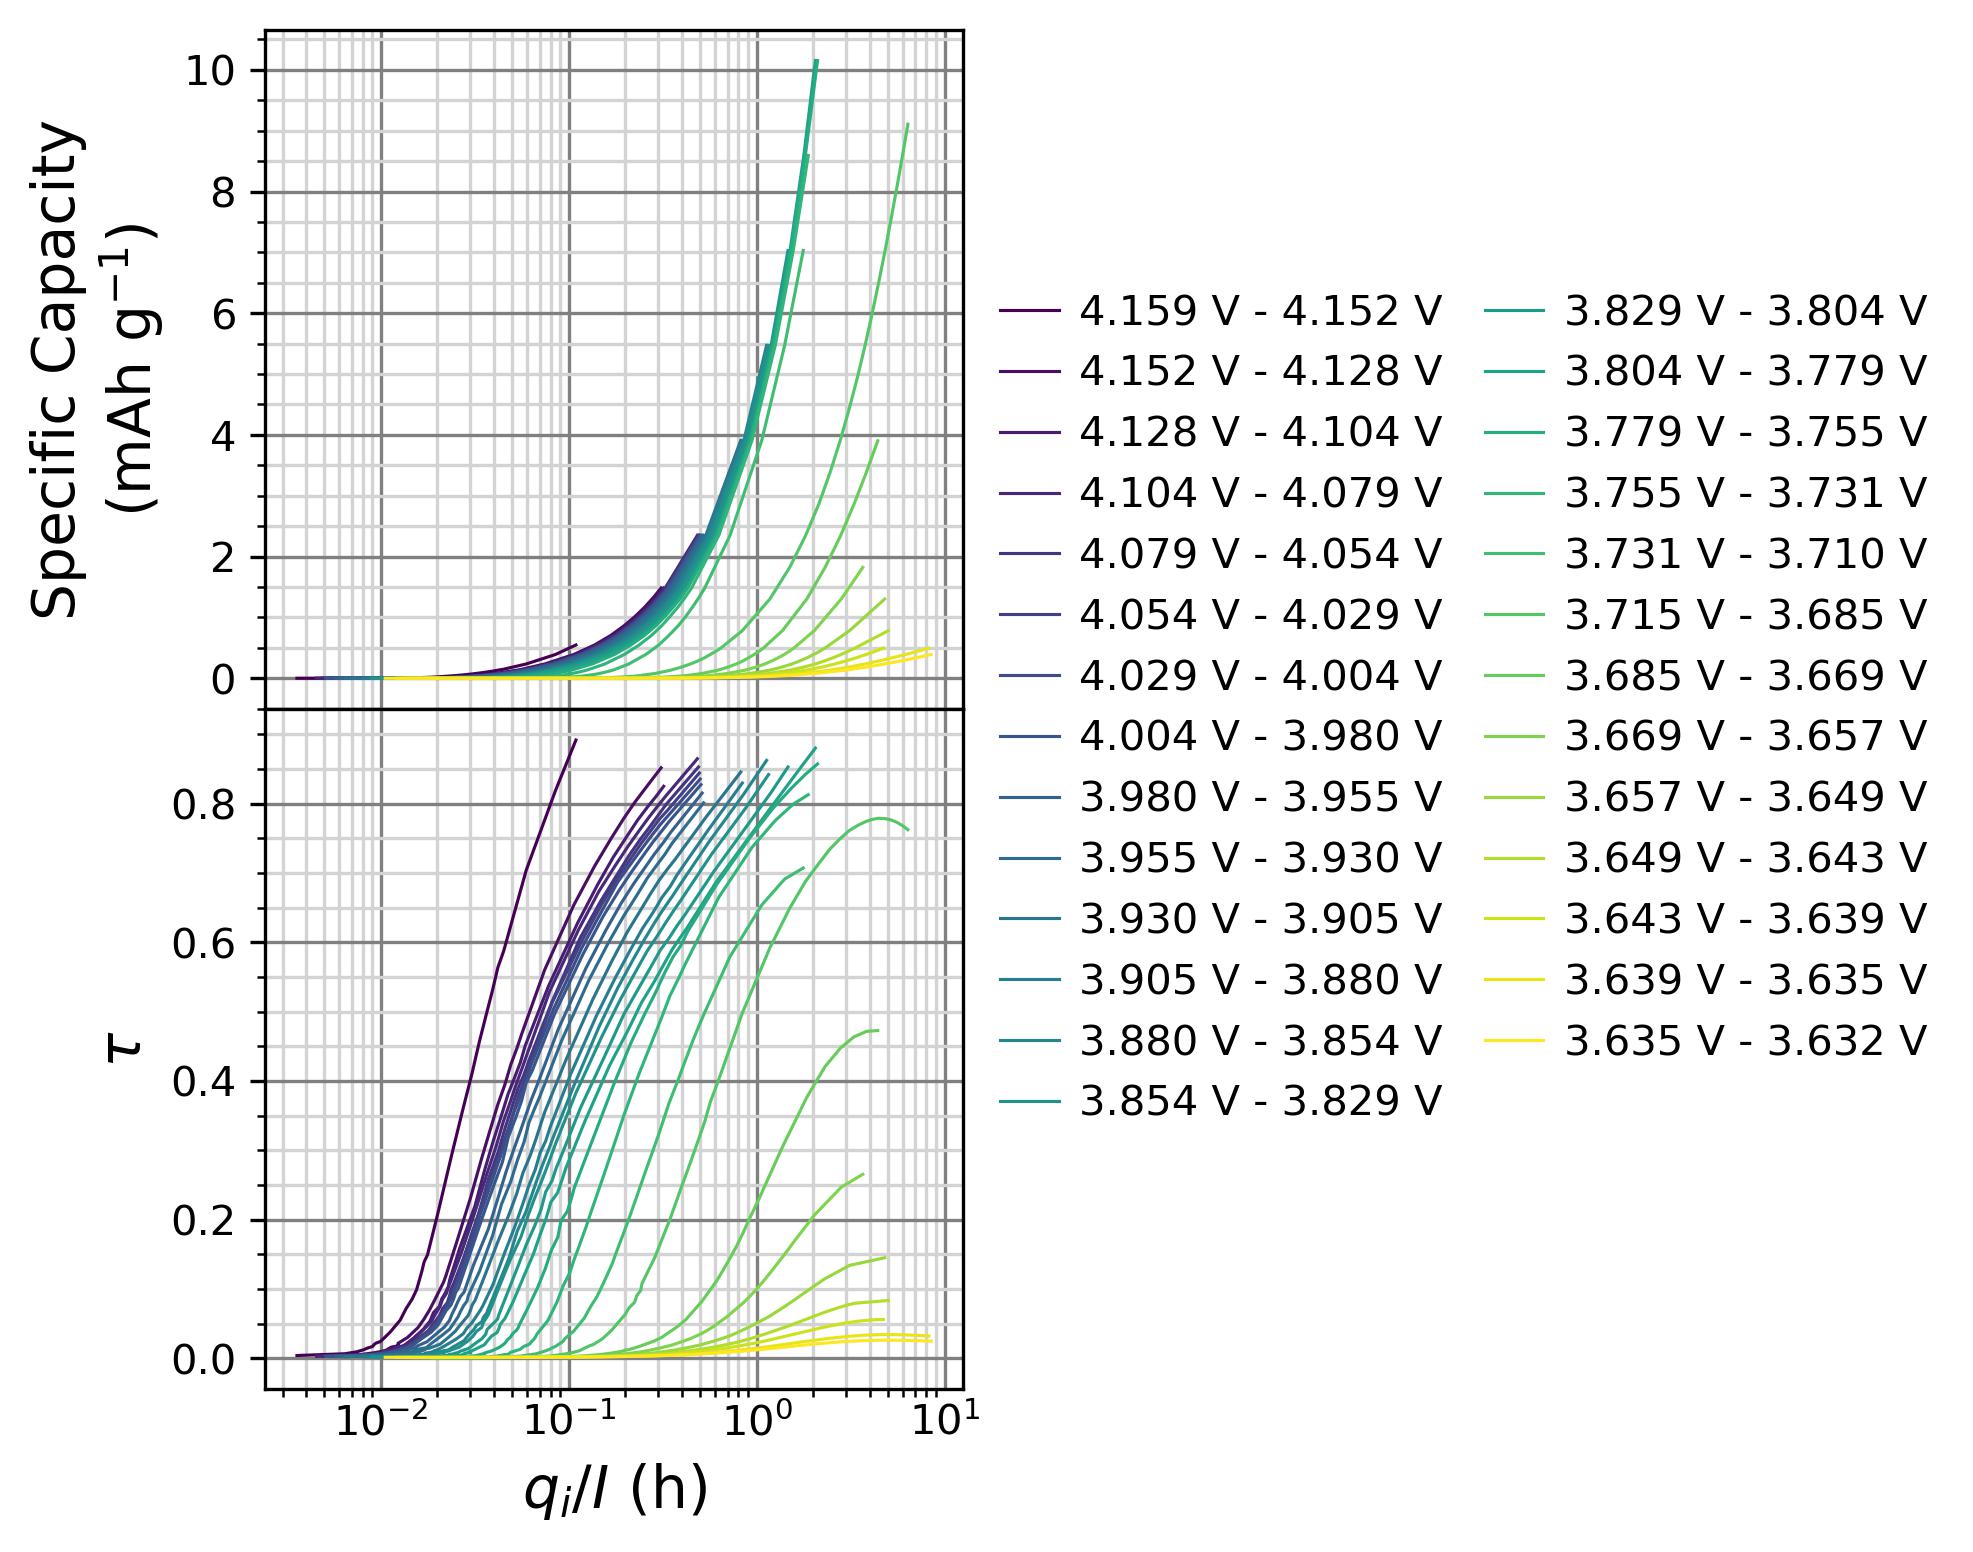 Specific Capacity
(mAh g⁻¹)
10
8
6
4
2
0
τ
0.8
0.6
0.4
0.2
0.0
10⁻²
10⁻¹
10⁰
10¹
qᵢ/I (h)
4.159 V - 4.152 V
4.152 V - 4.128 V
4.128 V - 4.104 V
4.104 V - 4.079 V
4.079 V - 4.054 V
4.054 V - 4.029 V
4.029 V - 4.004 V
4.004 V - 3.980 V
3.980 V - 3.955 V
3.955 V - 3.930 V
3.930 V - 3.905 V
3.905 V - 3.880 V
3.880 V - 3.854 V
3.854 V - 3.829 V
3.829 V - 3.804 V
3.804 V - 3.779 V
3.779 V - 3.755 V
3.755 V - 3.731 V
3.731 V - 3.710 V
3.715 V - 3.685 V
3.685 V - 3.669 V
3.669 V - 3.657 V
3.657 V - 3.649 V
3.649 V - 3.643 V
3.643 V - 3.639 V
3.639 V - 3.635 V
3.635 V - 3.632 V